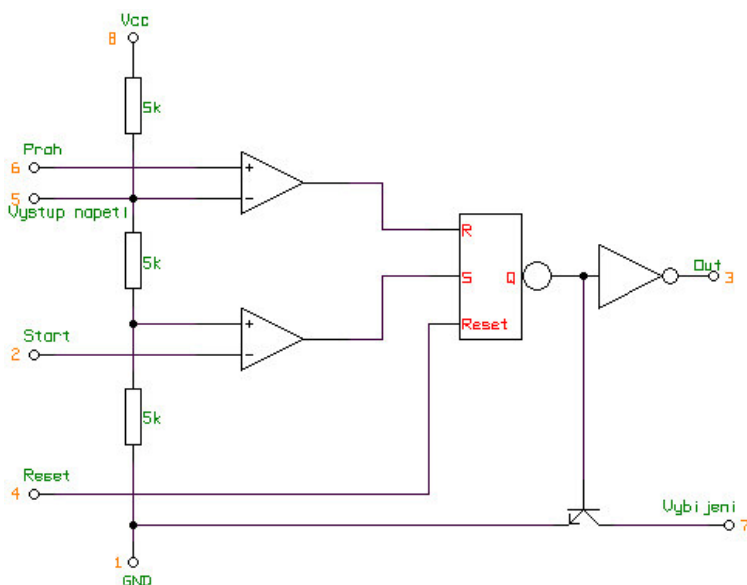 Vcc
8
5k
Prah
6
+
5
-
Vystup napeti
R
5k
S
Q
Out
3
Start
+
2
-
Reset
5k
Reset
4
Vybijeni
7
1
GND